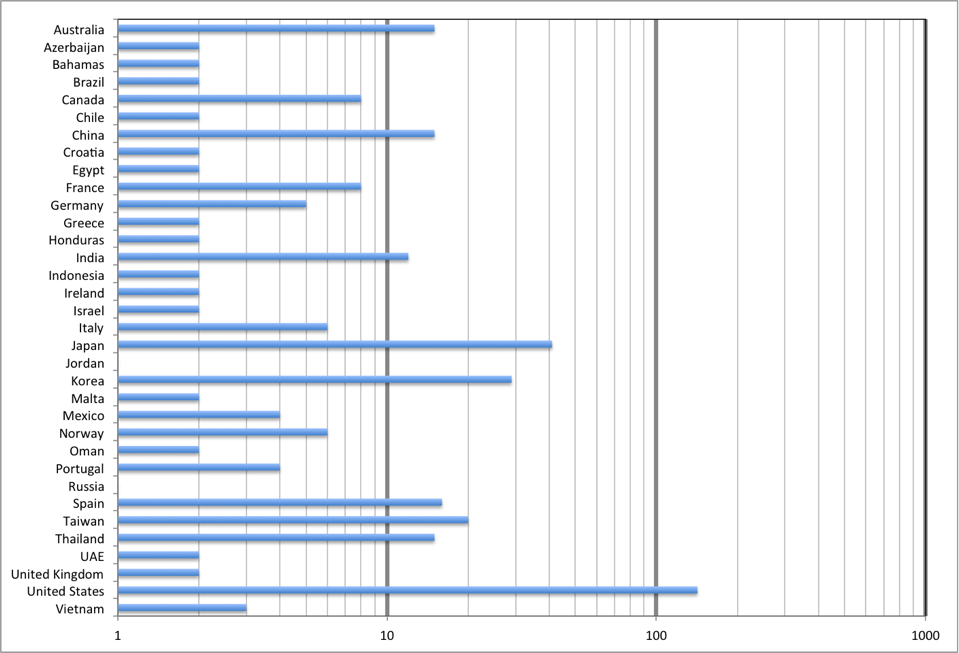 Australia
Azerbaijan
Bahamas
Brazil
Canada
Chile
China
Croatia
Egypt
France
Germany
Greece
Honduras
India
Indonesia
Ireland
Israel
Italy
Japan
Jordan
Korea
Malta
Mexico
Norway
Oman
Portugal
Russia
Spain
Taiwan
Thailand
UAE
United Kingdom
United States
Vietnam
1 10 100 1000